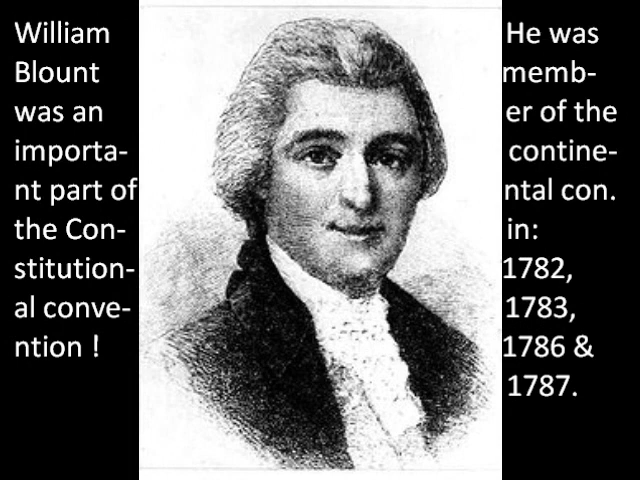 William
Blount
was an
importa-
nt part of
the Con-
stitution-
al conve-
ntion !
He was
memb-
er of the
contine-
ntal con.
in:
1782,
1783,
1786 &
1787.